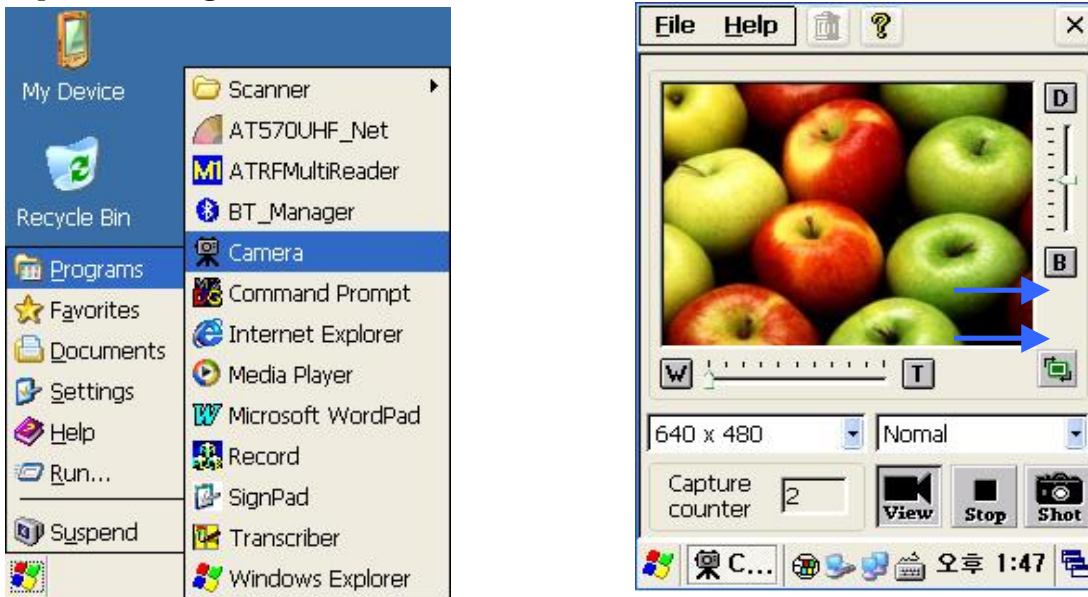 My Device
Recycle Bin
Programs
Favorites
Documents
Settings
Help
Run...
Suspend
Scanner
AT570UHF_Net
M1 ATRFMultiReader
BT_Manager
Camera
Command Prompt
Internet Explorer
Media Player
Microsoft WordPad
Record
SignPad
Transcriber
Windows Explorer
File Help
D
B
W T
640 x 480 Nomal
Capture
counter 2
View Stop Shot
C... 오후 1:47